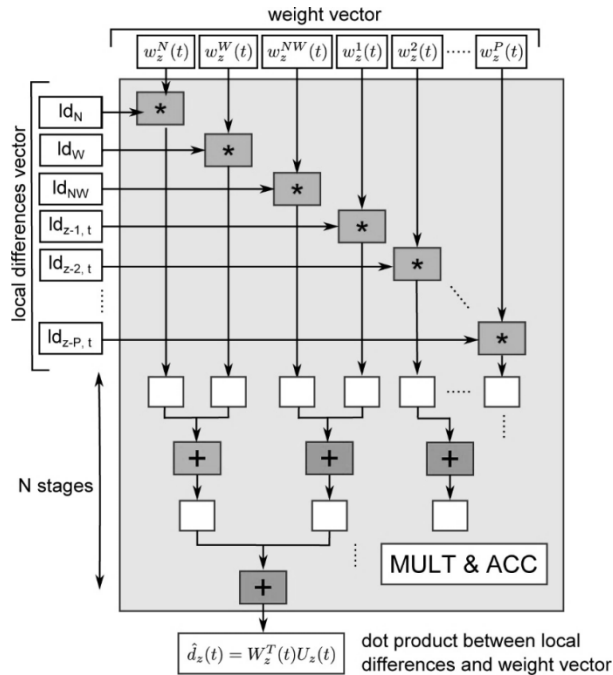 weight vector
w_z^N(t) w_z^W(t) w_z^{NW}(t) w_z^1(t) w_z^2(t) ····· w_z^P(t)
local differences vector
ld_N
*
ld_W
*
ld_NW
*
ld_z-1, t
*
ld_z-2, t
*
ld_z-P, t
*
N stages
+ + +
MULT & ACC
+
\hat{d}_z(t) = W_z^T(t)U_z(t)
dot product between local
differences and weight vector